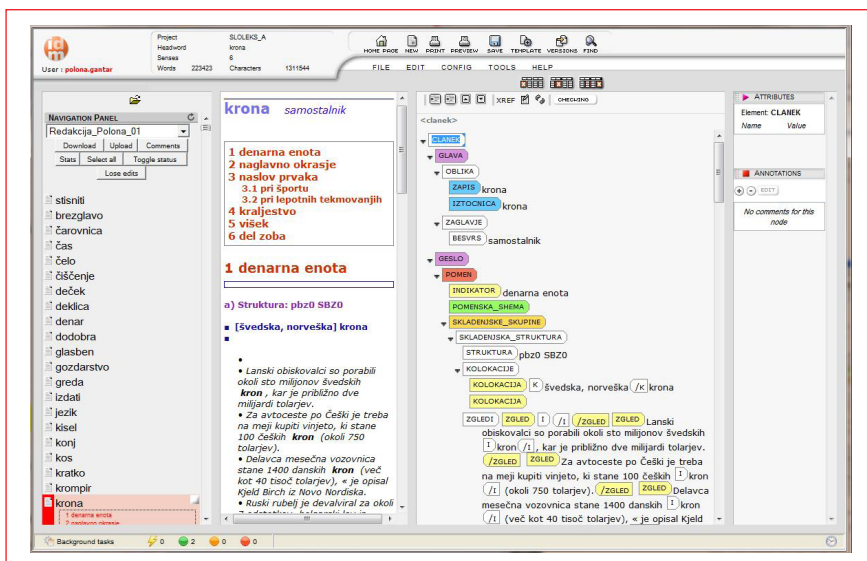 Project SLOLEKS_A
Headword krona
Senses 6
Words 223423 Characters 1311544
User : polona.gantar
HOME PAGE NEW PRINT PREVIEW SAVE TEMPLATE VERSIONS FIND
FILE EDIT CONFIG TOOLS HELP
NAVIGATION PANEL
Redakcija_Polona_01
Download Upload Comments
Stats Select all Toggle status
Lose edits
stisniti
brezglavo
čarovnica
čas
čelo
čiščenje
deček
deklica
denar
dodobra
glasben
gozdarstvo
greda
izdati
jezik
kisel
konj
kos
kratko
krompir
krona
1 denarna enota
2 naglavno okrasje
krona samostalnik
1 denarna enota
2 naglavno okrasje
3 naslov prvaka
3.1 pri športu
3.2 pri lepotnih tekmovanjih
4 kraljestvo
5 višek
6 del zoba
1 denarna enota
a) Struktura: pbz0 SBZ0
[švedska, norveška] krona
•
• Lanski obiskovalci so porabili
okoli sto milijonov švedskih
kron , kar je približno dve
milijardi tolarjev.
• Za avtoceste po Češki je treba
na meji kupiti vinjeto, ki stane
100 čeških kron (okoli 750
tolarjev).
• Delavca mesečna vozovnica
stane 1400 danskih kron (več
kot 40 tisoč tolarjev), « je opisal
Kjeld Birch iz Novo Nordiska.
• Ruski rubelj je devalviral za okoli
XREF CHECKING
<clanek>
CLANEK
GLAVA
OBLIKA
ZAPIS krona
IZTOCNICA krona
ZAGLAVJE
BESVRS samostalnik
GESLO
POMEN
INDIKATOR denarna enota
POMENSKA_SHEMA
SKLADENJSKE_SKUPINE
SKLADENJSKA_STRUKTURA
STRUKTURA pbz0 SBZ0
KOLOKACIJE
KOLOKACIJA K švedska, norveška /K krona
KOLOKACIJA
ZGLEDI ZGLED I /I /ZGLED ZGLED Lanski
obiskovalci so porabili okoli sto milijonov švedskih
I kron /I , kar je približno dve milijardi tolarjev.
/ZGLED ZGLED Za avtoceste po Češki je treba
na meji kupiti vinjeto, ki stane 100 čeških I kron
/I (okoli 750 tolarjev). /ZGLED ZGLED Delavca
mesečna vozovnica stane 1400 danskih I kron
/I (več kot 40 tisoč tolarjev), « je opisal Kjeld
ATTRIBUTES
Element: CLANEK
Name Value
ANNOTATIONS
EDIT
No comments for this
node
Background tasks 0 2 0 0